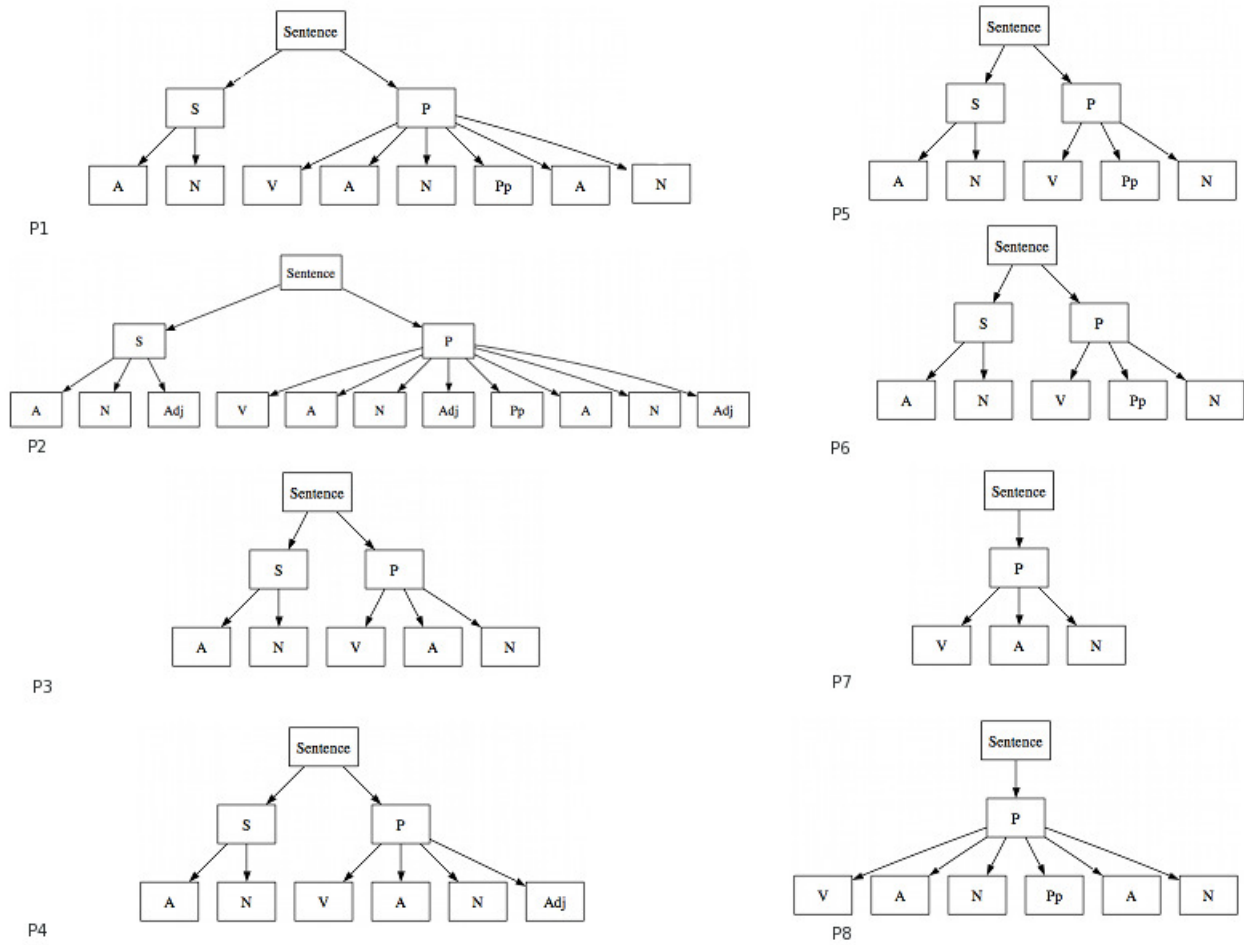 Sentence
S P
A N V A N Pp A N
P1
Sentence
S P
A N Adj V A N Adj Pp A N Adj
P2
Sentence
S P
A N V A N
P3
Sentence
S P
A N V A N Adj
P4
Sentence
S P
A N V Pp N
P5
Sentence
S P
A N V Pp N
P6
Sentence
P
V A N
P7
Sentence
P
V A N Pp A N
P8